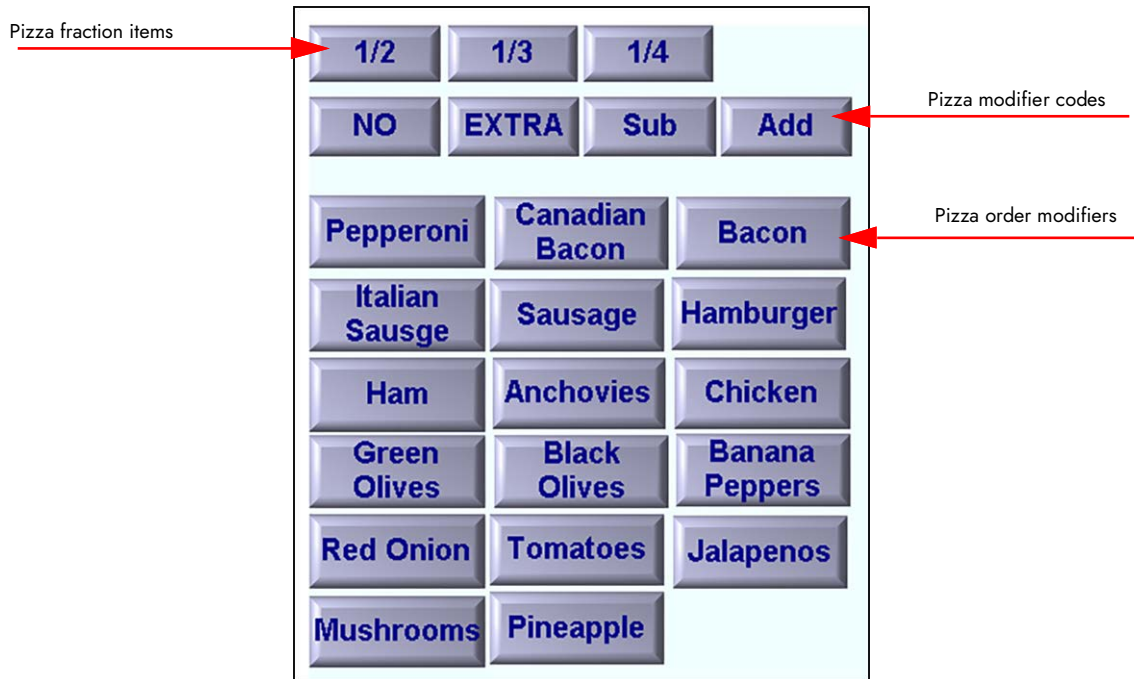 Pizza fraction items
1/2 1/3 1/4
Pizza modifier codes
NO EXTRA Sub Add
Pizza order modifiers
Pepperoni
Canadian
Bacon
Bacon
Italian
Sausge
Sausage
Hamburger
Ham
Anchovies
Chicken
Green
Olives
Black
Olives
Banana
Peppers
Red Onion
Tomatoes
Jalapenos
Mushrooms
Pineapple